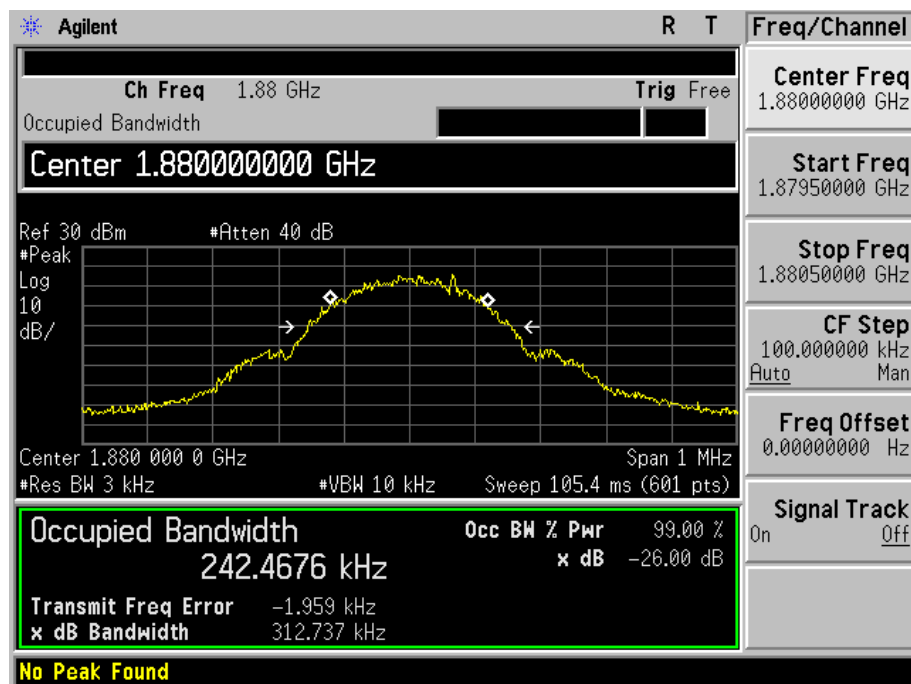 Agilent R T Freq/Channel
Ch Freq 1.88 GHz Trig Free
Occupied Bandwidth
Center 1.880000000 GHz
Ref 30 dBm #Atten 40 dB
#Peak
Log
10
dB/
Center 1.880 000 0 GHz Span 1 MHz
#Res BW 3 kHz #VBW 10 kHz Sweep 105.4 ms (601 pts)
Occupied Bandwidth Occ BW % Pwr 99.00 %
242.4676 kHz x dB -26.00 dB
Transmit Freq Error -1.959 kHz
x dB Bandwidth 312.737 kHz
No Peak Found
Center Freq
1.88000000 GHz
Start Freq
1.87950000 GHz
Stop Freq
1.88050000 GHz
CF Step
100.000000 kHz
Auto Man
Freq Offset
0.00000000 Hz
Signal Track
On Off